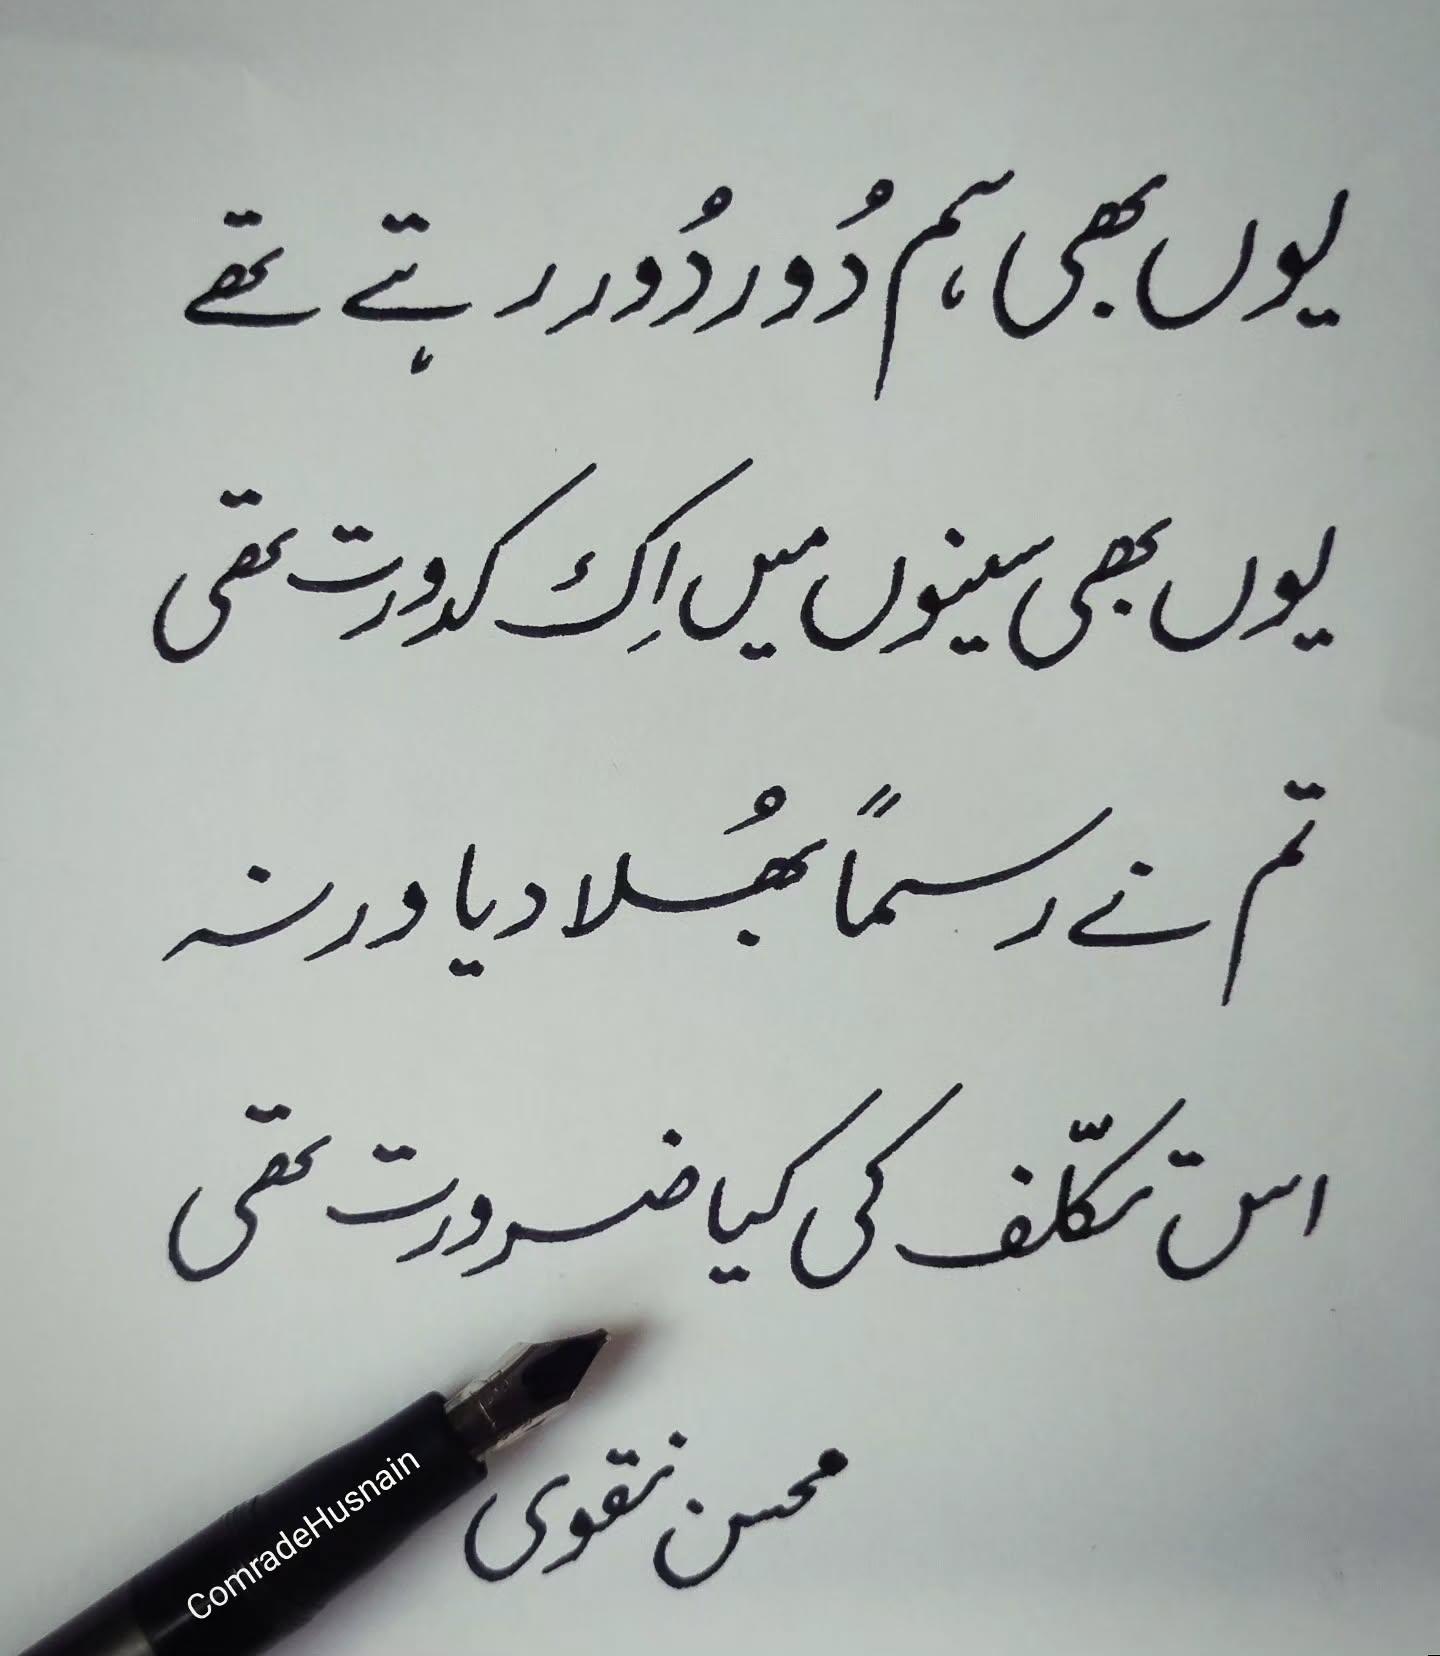 یوں بھی ہم دُور دُور رہتے تھے
یوں بھی سینوں میں اِک کدورت تھی
تم نے رسماً بھُلا دیا ورنہ
اس تکلّف کی کیا ضرورت تھی
محسن نقوی
ComradeHusnain